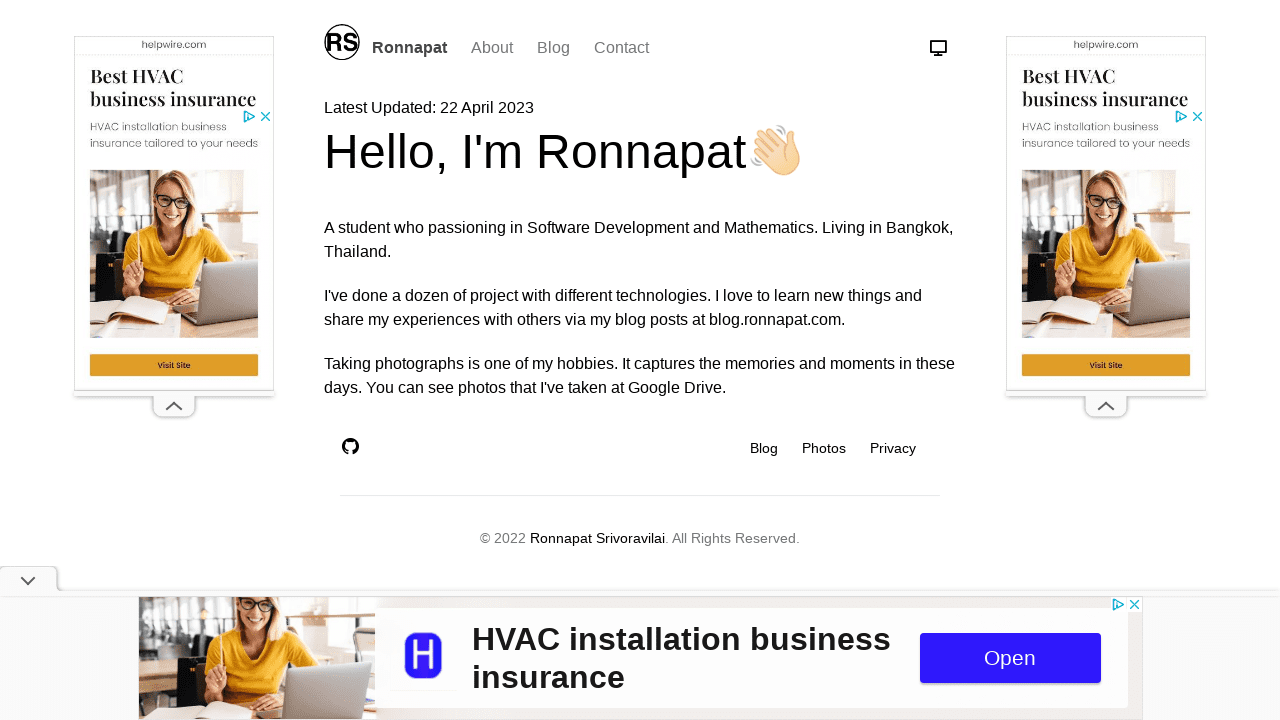 RS
Ronnapat About Blog Contact
Latest Updated: 22 April 2023
Hello, I'm Ronnapat👋🏻
A student who passioning in Software Development and Mathematics. Living in Bangkok,
Thailand.
I've done a dozen of project with different technologies. I love to learn new things and
share my experiences with others via my blog posts at blog.ronnapat.com.
Taking photographs is one of my hobbies. It captures the memories and moments in these
days. You can see photos that I've taken at Google Drive.
Blog Photos Privacy
© 2022 Ronnapat Srivoravilai. All Rights Reserved.
helpwire.com
Best HVAC
business insurance
HVAC installation business
insurance tailored to your needs
Visit Site
helpwire.com
Best HVAC
business insurance
HVAC installation business
insurance tailored to your needs
Visit Site
H
HVAC installation business
insurance
Open